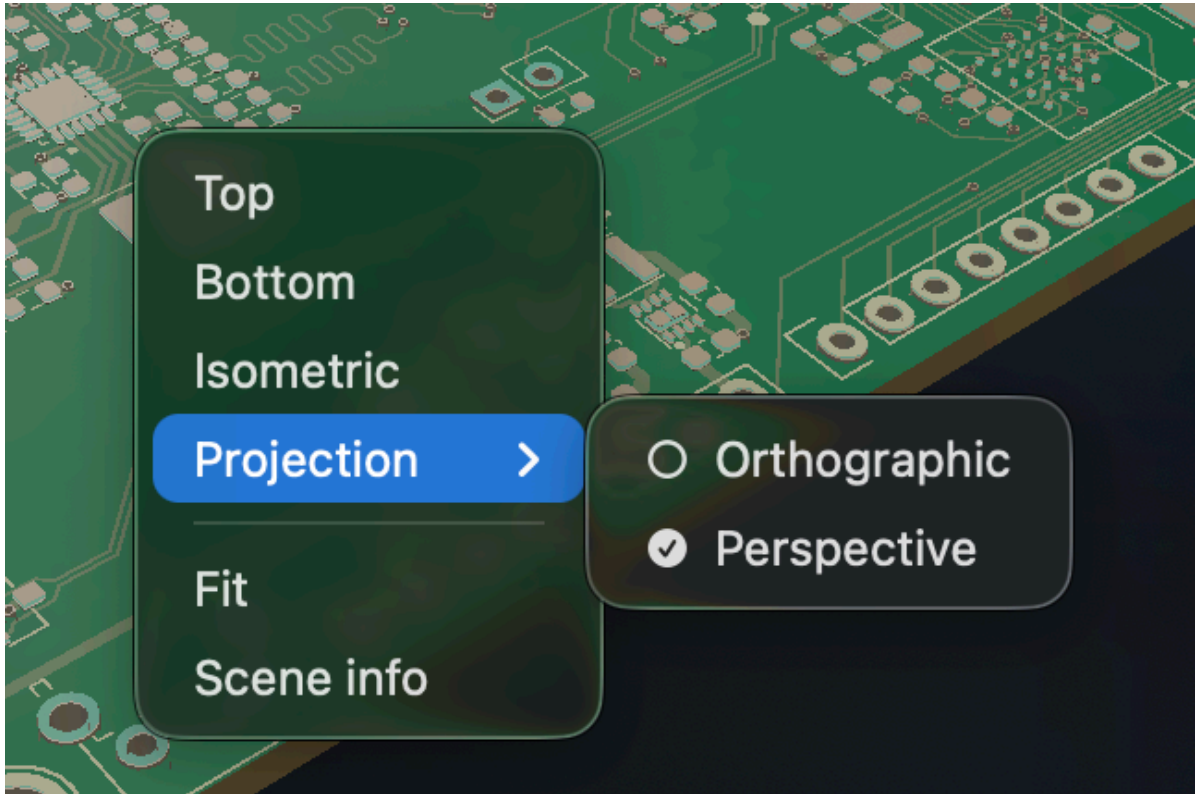 Top
Bottom
Isometric
Projection
Orthographic
Perspective
Fit
Scene info